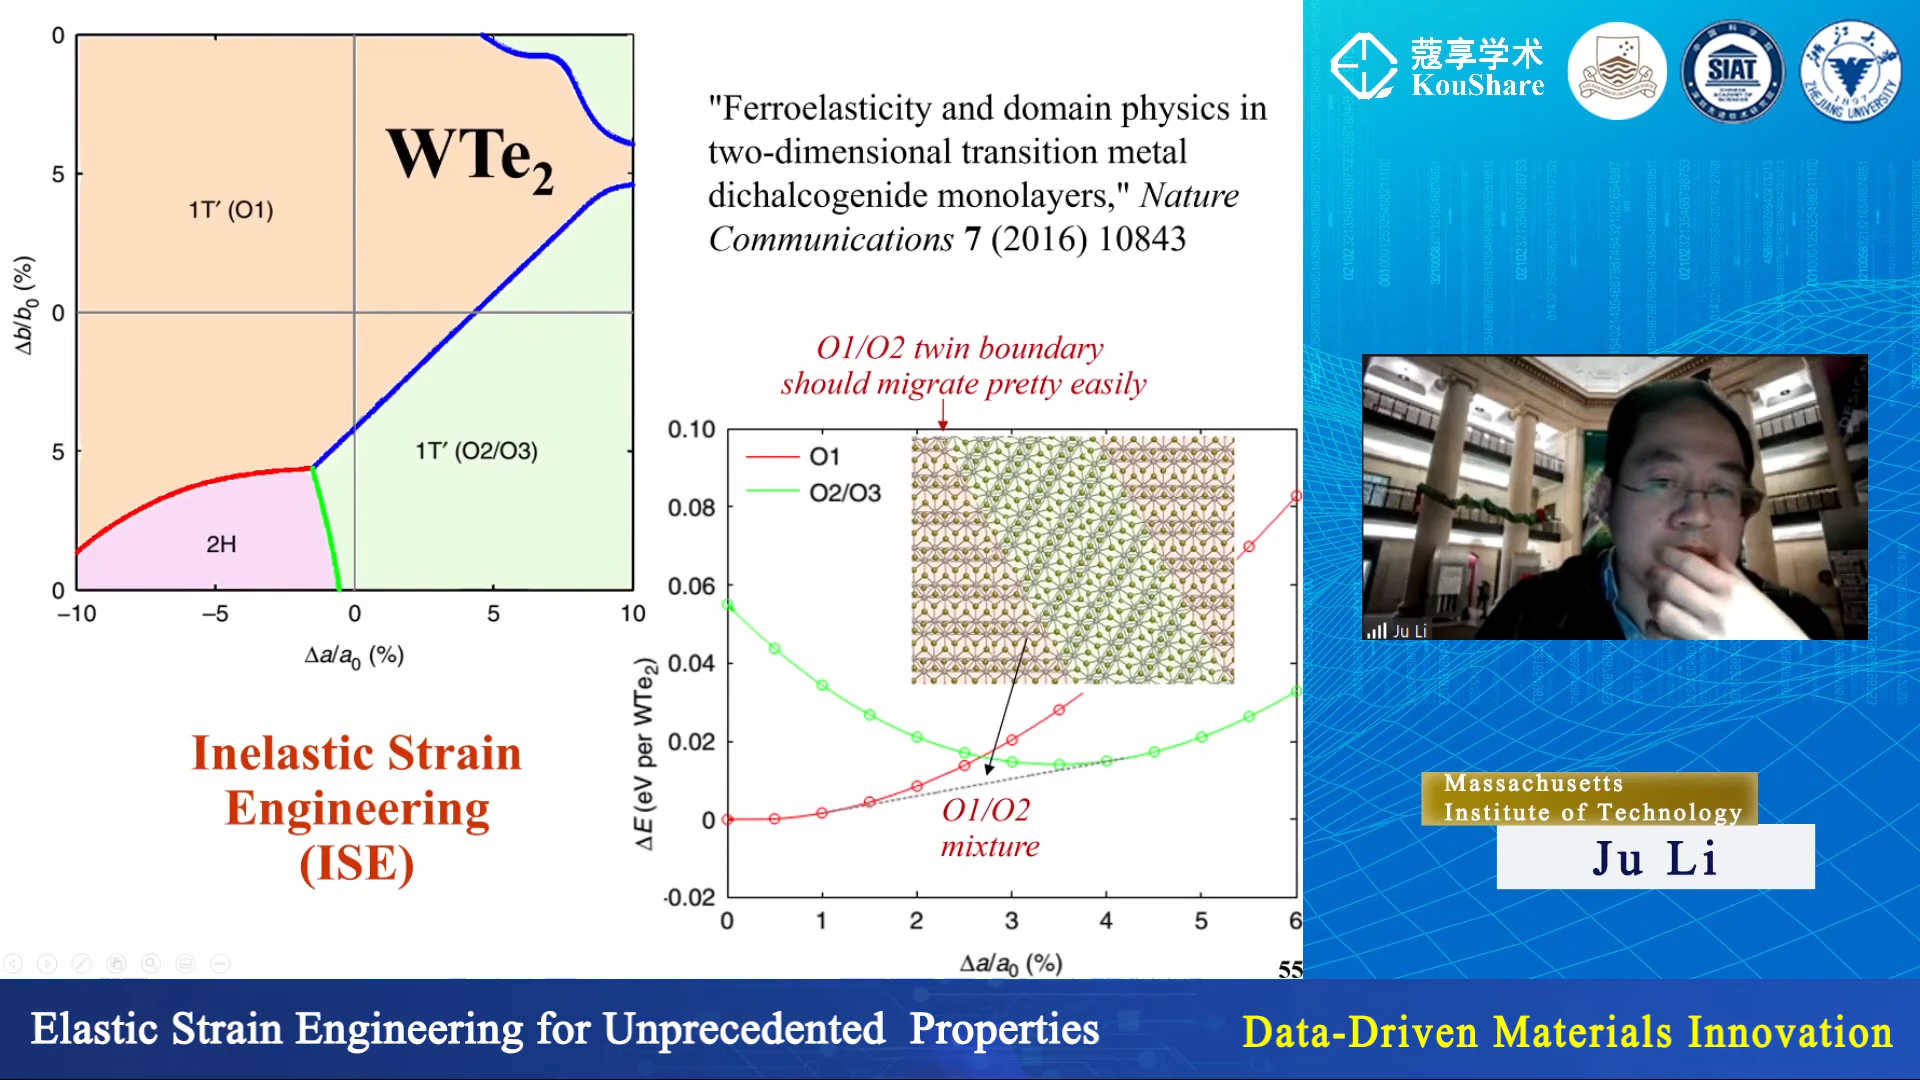 0
5
0
5
0
Δb/b0 (%)
WTe2
1T′ (O1)
1T′ (O2/O3)
2H
−10
−5
0
5
10
Δa/a0 (%)
"Ferroelasticity and domain physics in
two-dimensional transition metal
dichalcogenide monolayers," Nature
Communications 7 (2016) 10843
O1/O2 twin boundary
should migrate pretty easily
0.10
0.08
0.06
0.04
0.02
0
-0.02
ΔE (eV per WTe2)
O1
O2/O3
O1/O2
mixture
0
1
2
3
4
5
6
Δa/a0 (%)
55
Inelastic Strain
Engineering
(ISE)
蔻享学术
KouShare
SIAT
ZHEJIANG UNIVERSITY
1897
Ju Li
Massachusetts
Institute of Technology
Ju Li
Elastic Strain Engineering for Unprecedented Properties
Data-Driven Materials Innovation